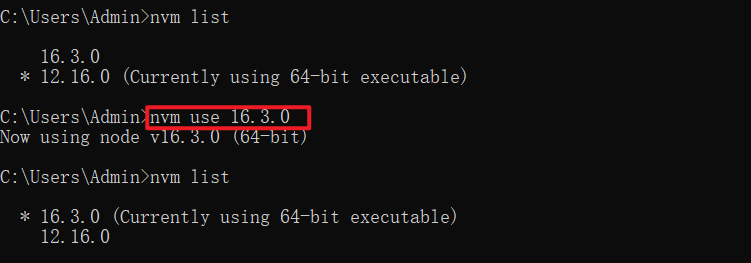 C:\Users\Admin>nvm list
16.3.0
* 12.16.0 (Currently using 64-bit executable)
C:\Users\Admin>nvm use 16.3.0
Now using node v16.3.0 (64-bit)
C:\Users\Admin>nvm list
* 16.3.0 (Currently using 64-bit executable)
12.16.0